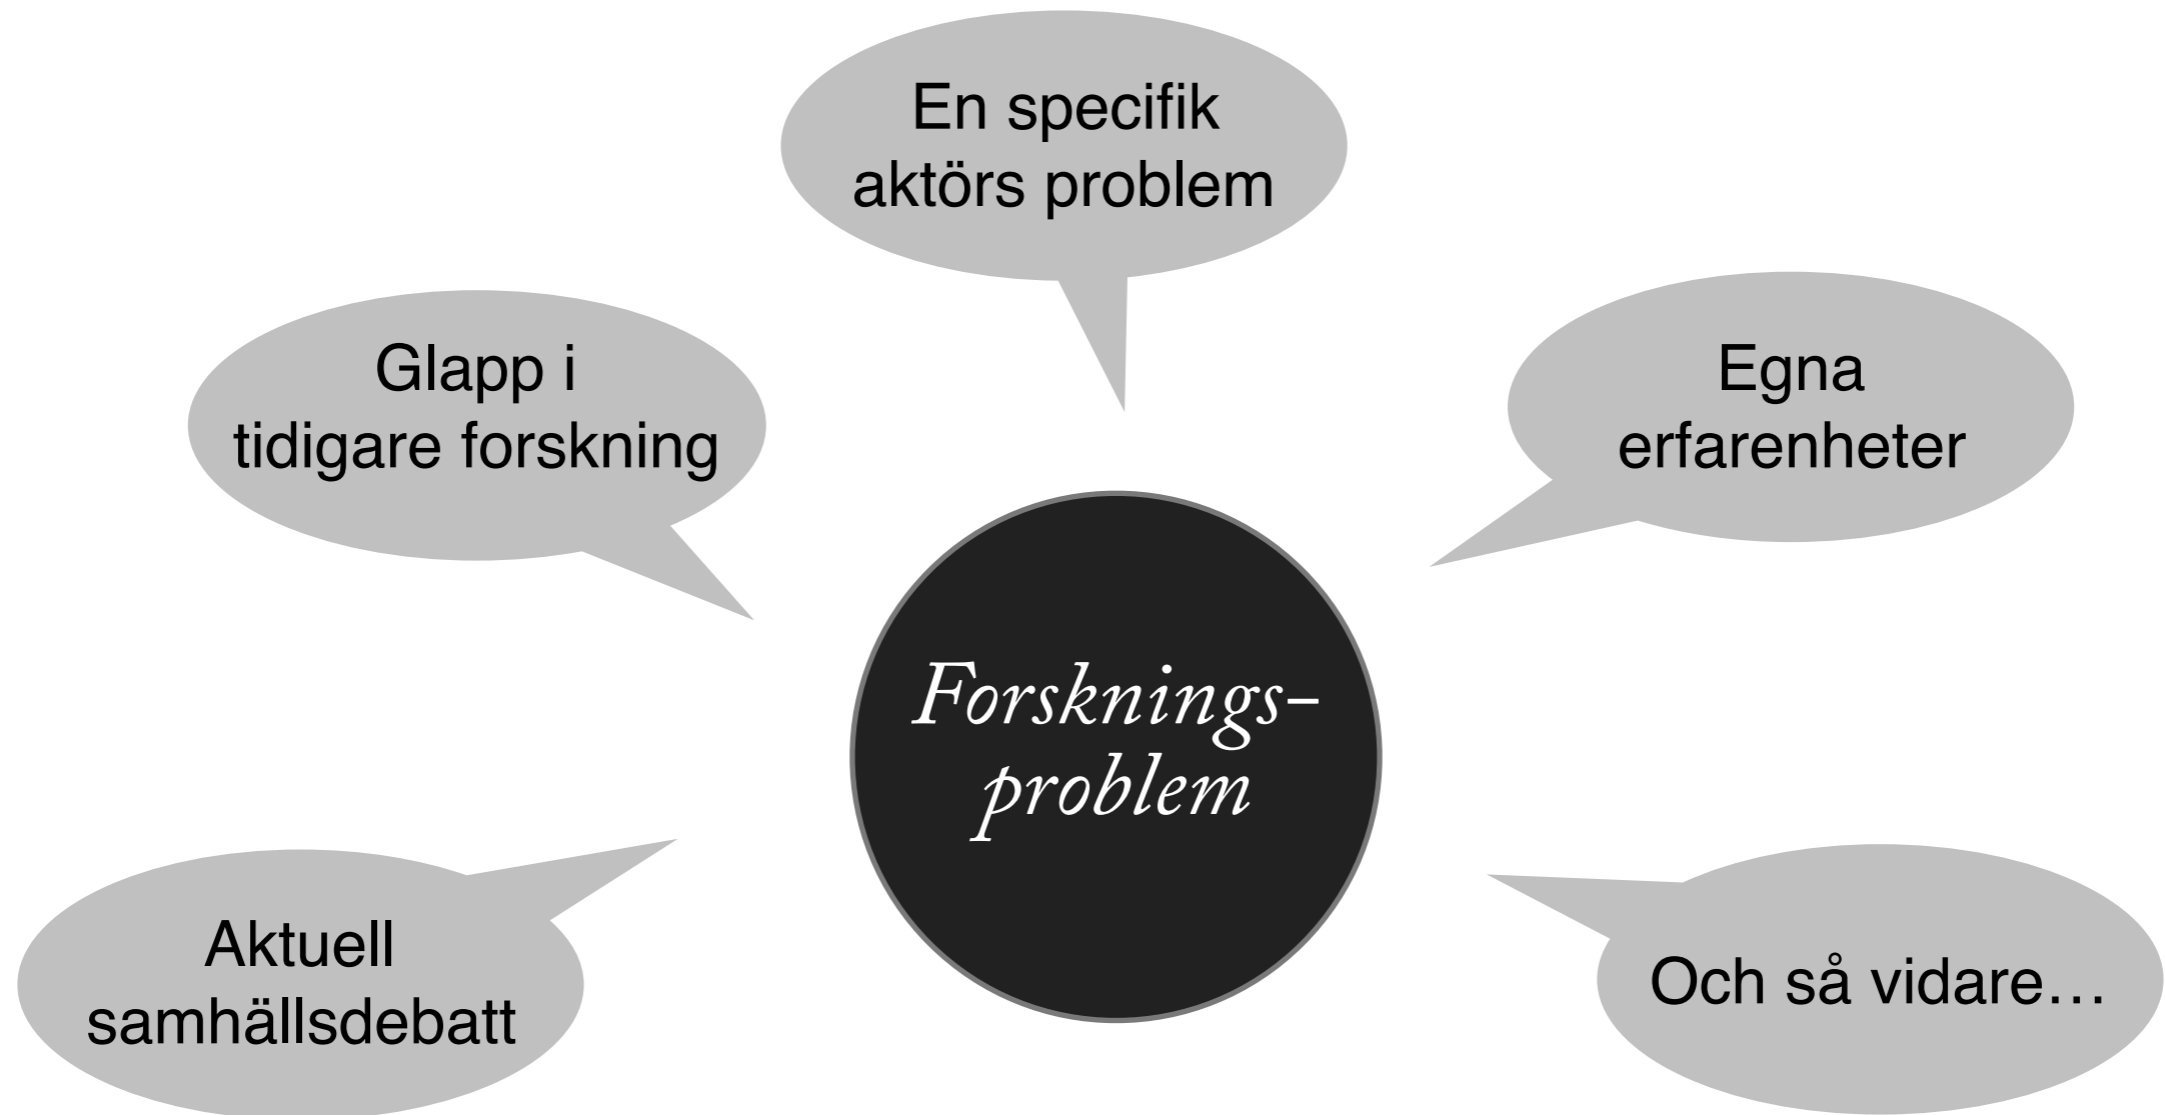 En specifik
aktörs problem
Glapp i
tidigare forskning
Egna
erfarenheter
Forsknings-
problem
Aktuell
samhällsdebatt
Och så vidare…